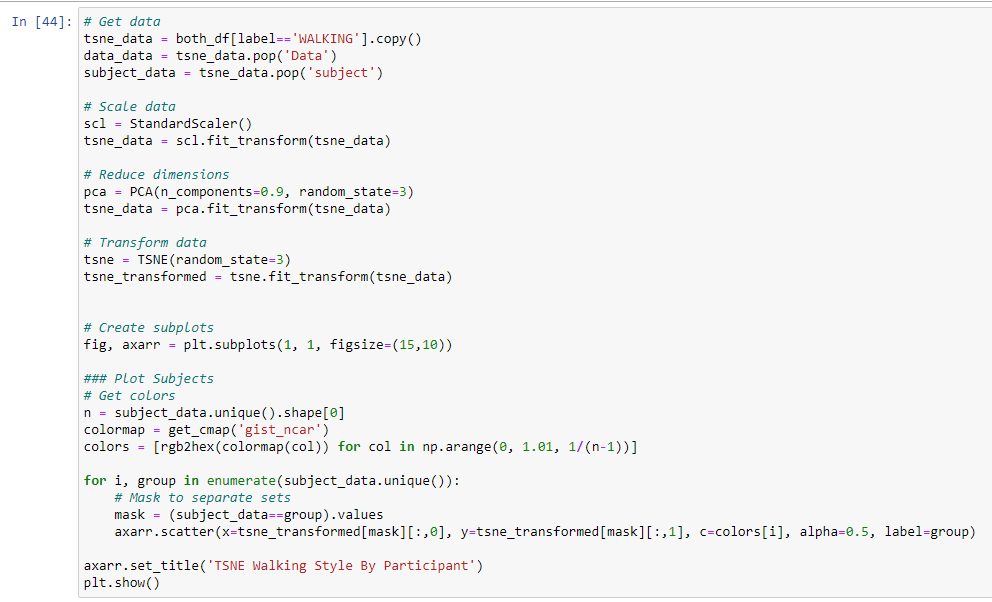 In [44]:
# Get data
tsne_data = both_df[label=='WALKING'].copy()
data_data = tsne_data.pop('Data')
subject_data = tsne_data.pop('subject')

# Scale data
scl = StandardScaler()
tsne_data = scl.fit_transform(tsne_data)

# Reduce dimensions
pca = PCA(n_components=0.9, random_state=3)
tsne_data = pca.fit_transform(tsne_data)

# Transform data
tsne = TSNE(random_state=3)
tsne_transformed = tsne.fit_transform(tsne_data)


# Create subplots
fig, axarr = plt.subplots(1, 1, figsize=(15,10))

### Plot Subjects
# Get colors
n = subject_data.unique().shape[0]
colormap = get_cmap('gist_ncar')
colors = [rgb2hex(colormap(col)) for col in np.arange(0, 1.01, 1/(n-1))]

for i, group in enumerate(subject_data.unique()):
    # Mask to separate sets
    mask = (subject_data==group).values
    axarr.scatter(x=tsne_transformed[mask][:,0], y=tsne_transformed[mask][:,1], c=colors[i], alpha=0.5, label=group)

axarr.set_title('TSNE Walking Style By Participant')
plt.show()